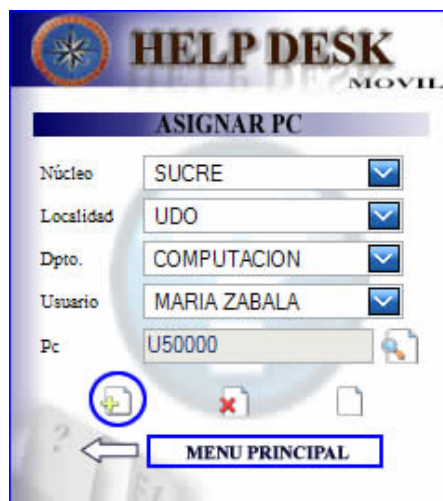 HELP DESK
MOVIL
ASIGNAR PC
Núcleo SUCRE
Localidad UDO
Dpto. COMPUTACION
Usuario MARIA ZABALA
Pc U50000
MENU PRINCIPAL